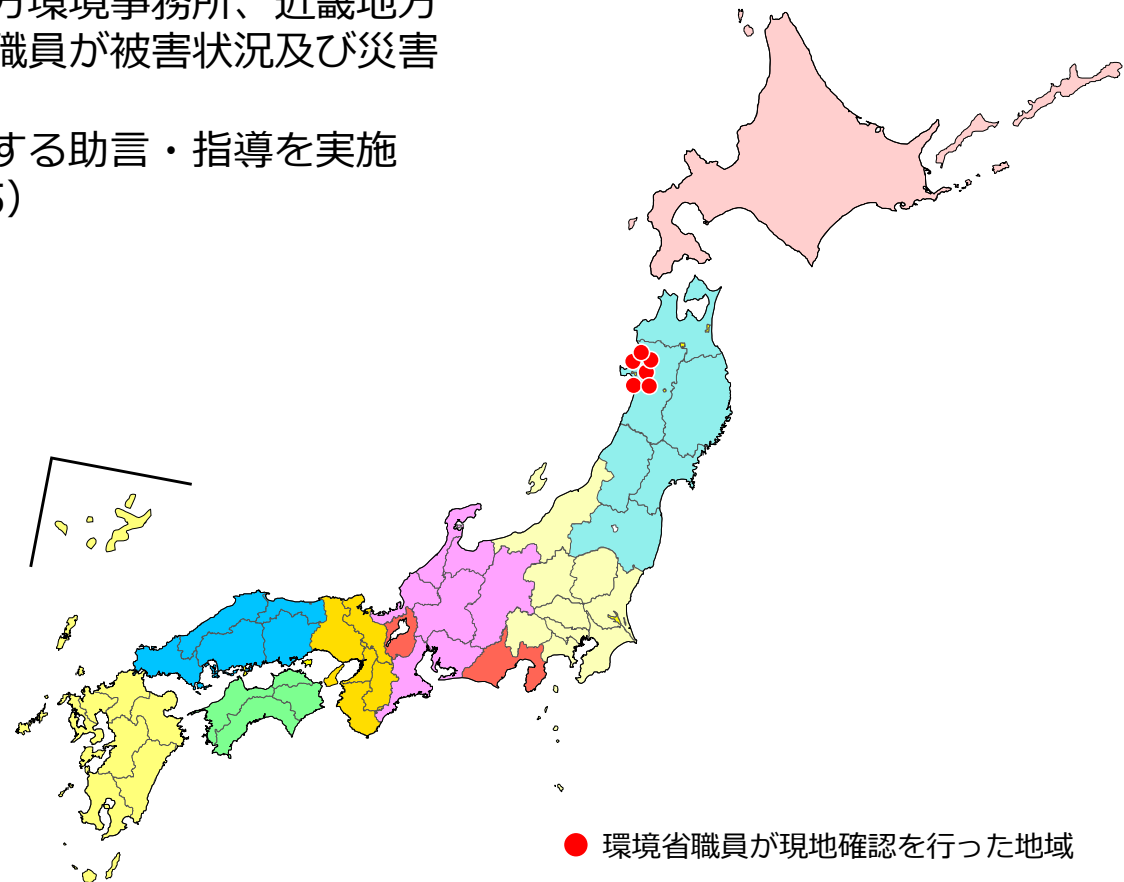 方環境事務所、近畿地方
職員が被害状況及び災害
する助言・指導を実施
)
環境省職員が現地確認を行った地域